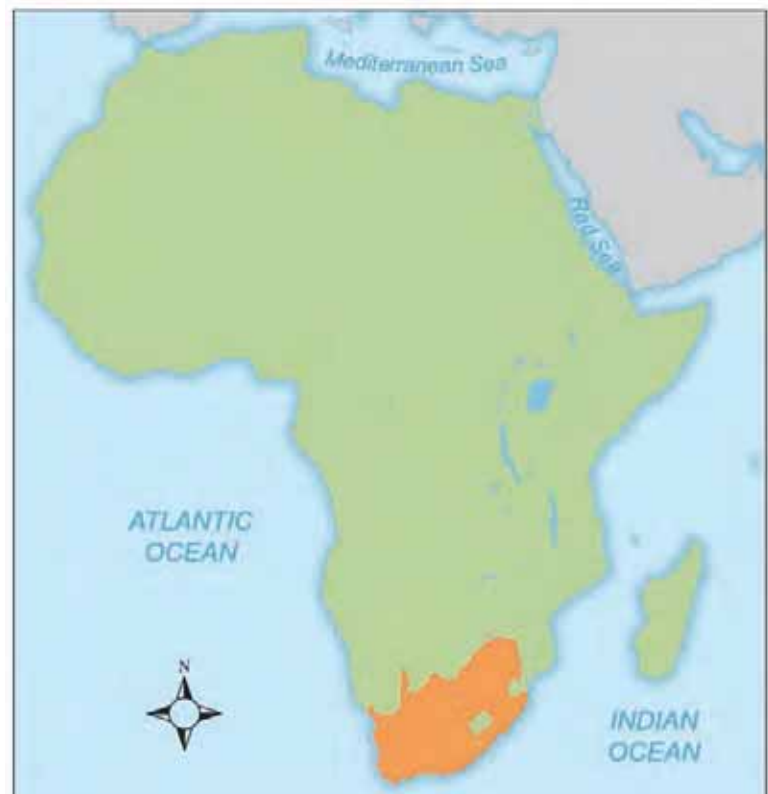 Mediterranean Sea
Red Sea
ATLANTIC
OCEAN
N
INDIAN
OCEAN